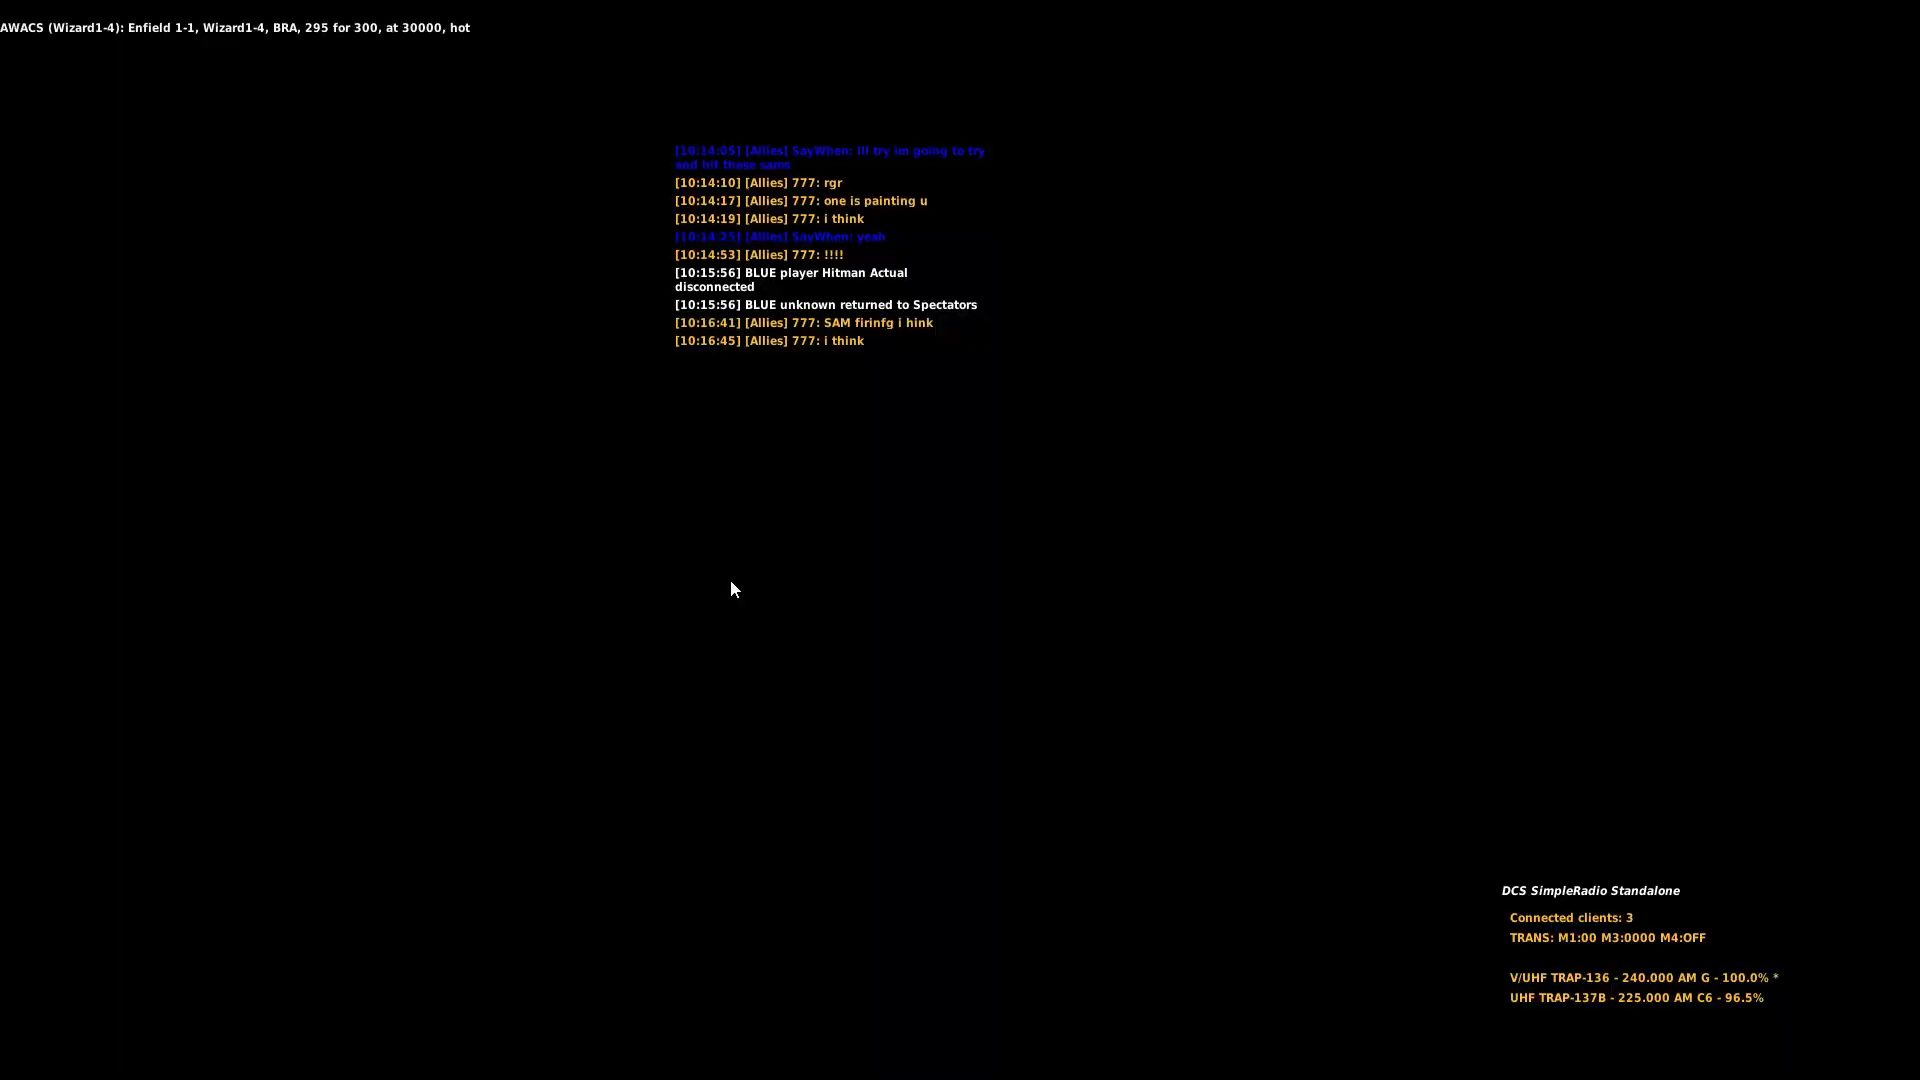 AWACS (Wizard1-4): Enfield 1-1, Wizard1-4, BRA, 295 for 300, at 30000, hot
[10:14:05] [Allies] SayWhen: Ill try im going to try
and hit these sams
[10:14:10] [Allies] 777: rgr
[10:14:17] [Allies] 777: one is painting u
[10:14:19] [Allies] 777: i think
[10:14:25] [Allies] SayWhen: yeah
[10:14:53] [Allies] 777: !!!!
[10:15:56] BLUE player Hitman Actual
disconnected
[10:15:56] BLUE unknown returned to Spectators
[10:16:41] [Allies] 777: SAM firinfg i hink
[10:16:45] [Allies] 777: i think
DCS SimpleRadio Standalone
Connected clients: 3
TRANS: M1:00 M3:0000 M4:OFF
V/UHF TRAP-136 - 240.000 AM G - 100.0% *
UHF TRAP-137B - 225.000 AM C6 - 96.5%